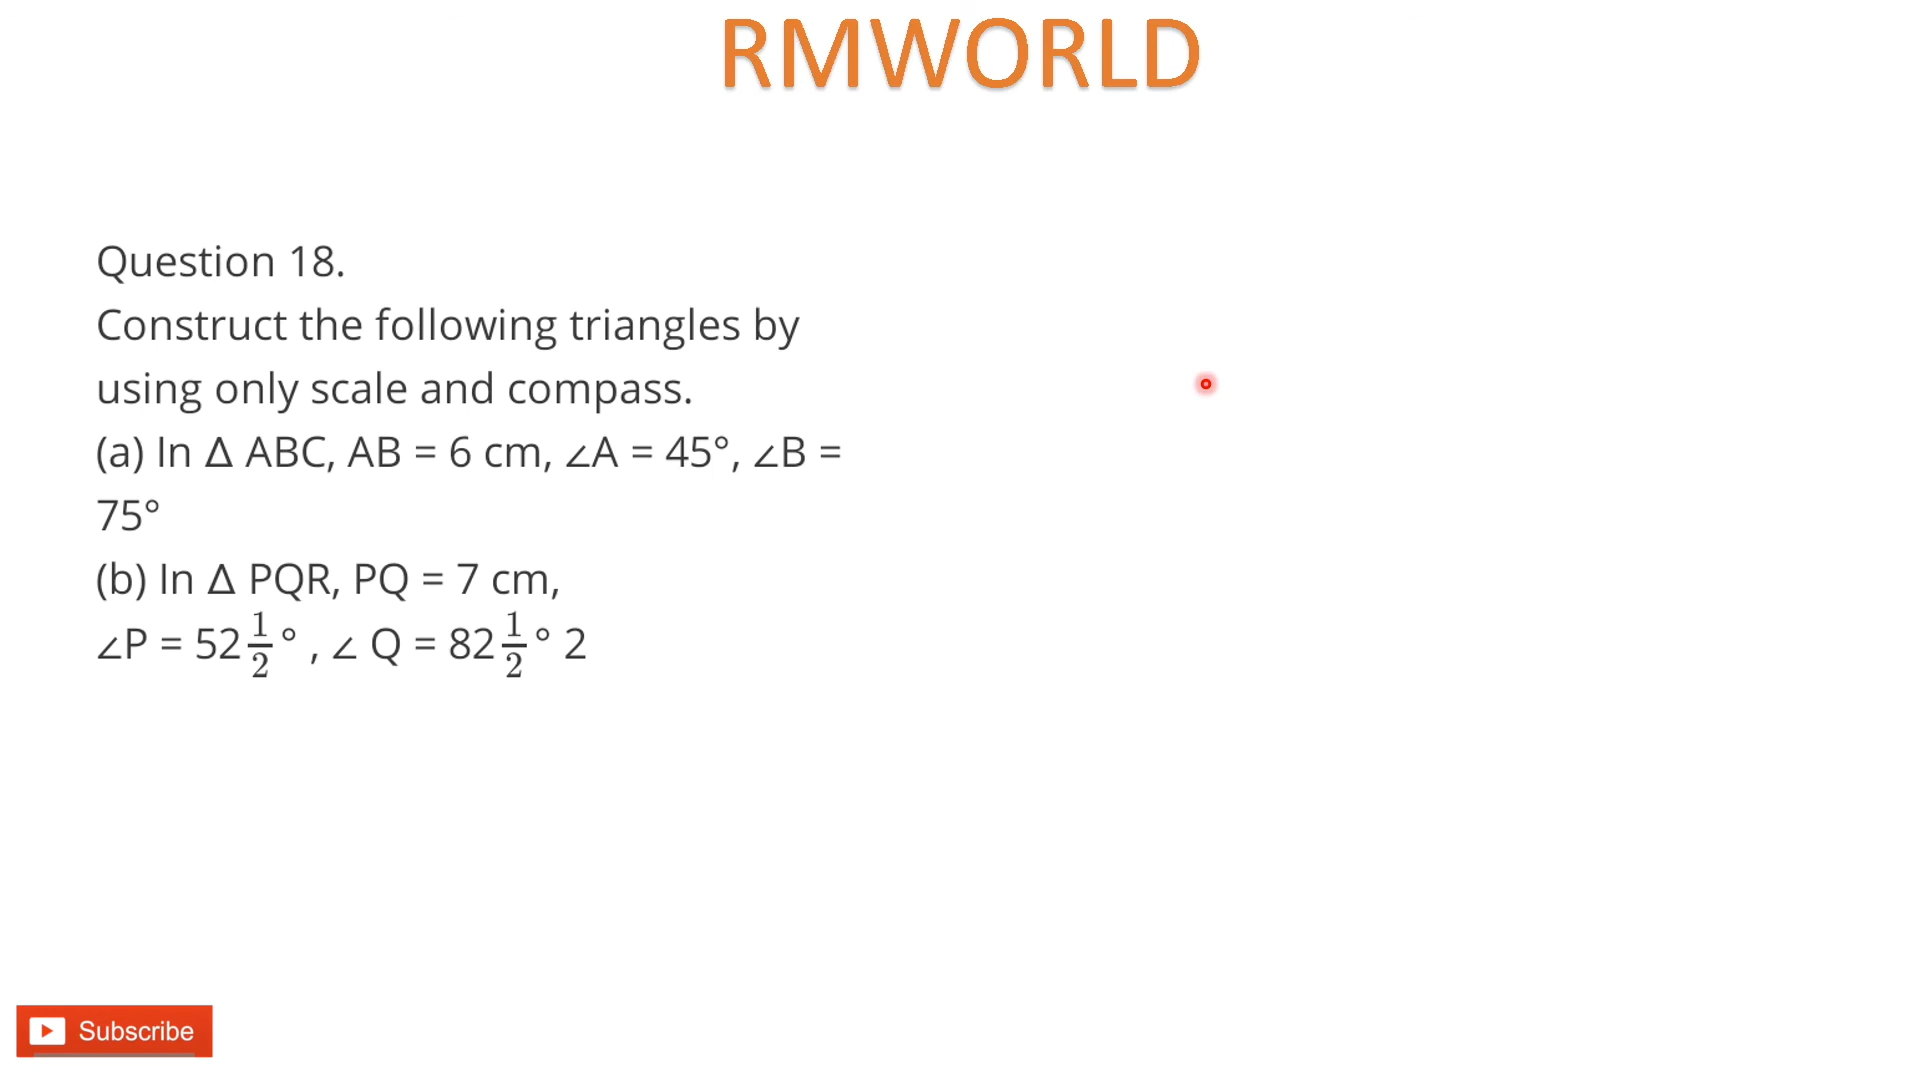 RMWORLD
Question 18.
Construct the following triangles by
using only scale and compass.
(a) In Δ ABC, AB = 6 cm, ∠A = 45°, ∠B =
75°
(b) In Δ PQR, PQ = 7 cm,
∠P = 52 1/2 ° , ∠ Q = 82 1/2 ° 2
Subscribe